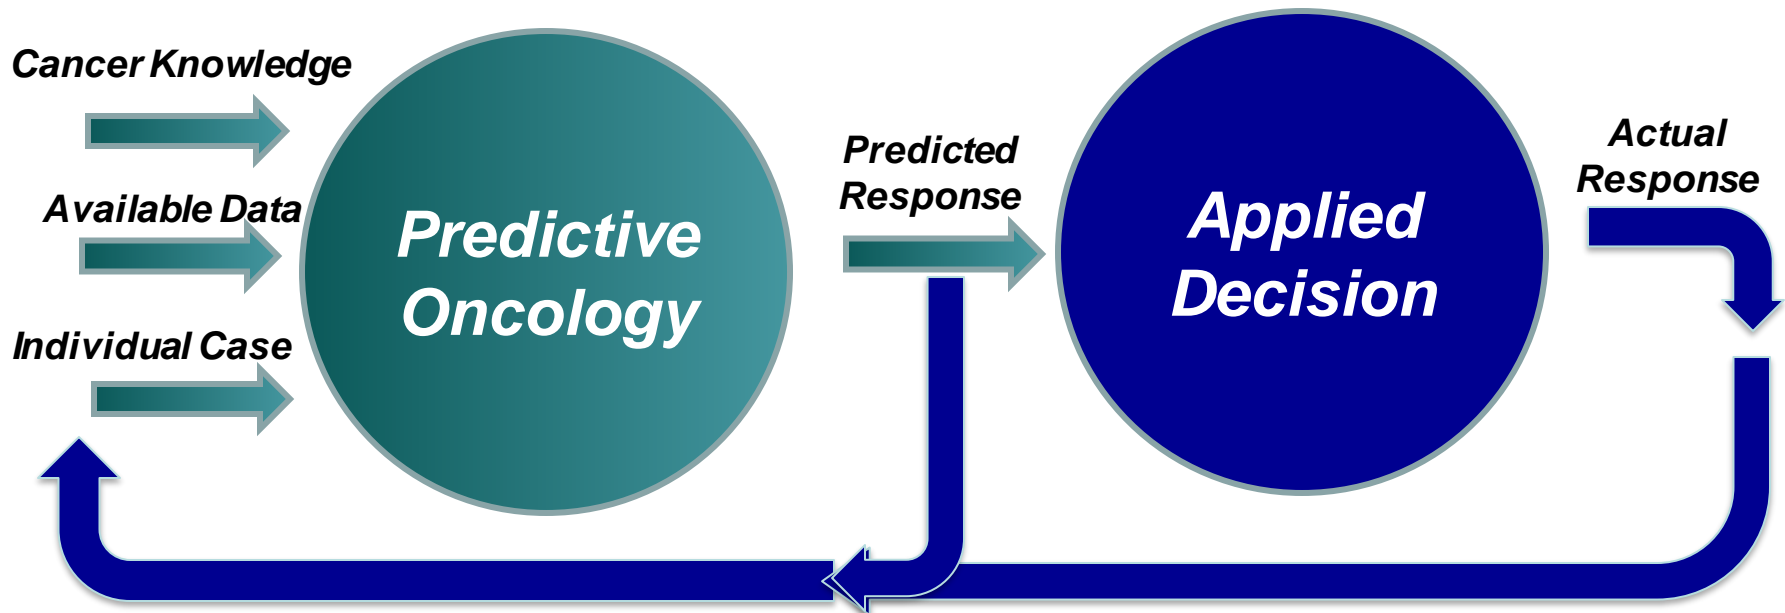 Cancer Knowledge
Available Data
Individual Case
Predictive
Oncology
Predicted
Response
Applied
Decision
Actual
Response